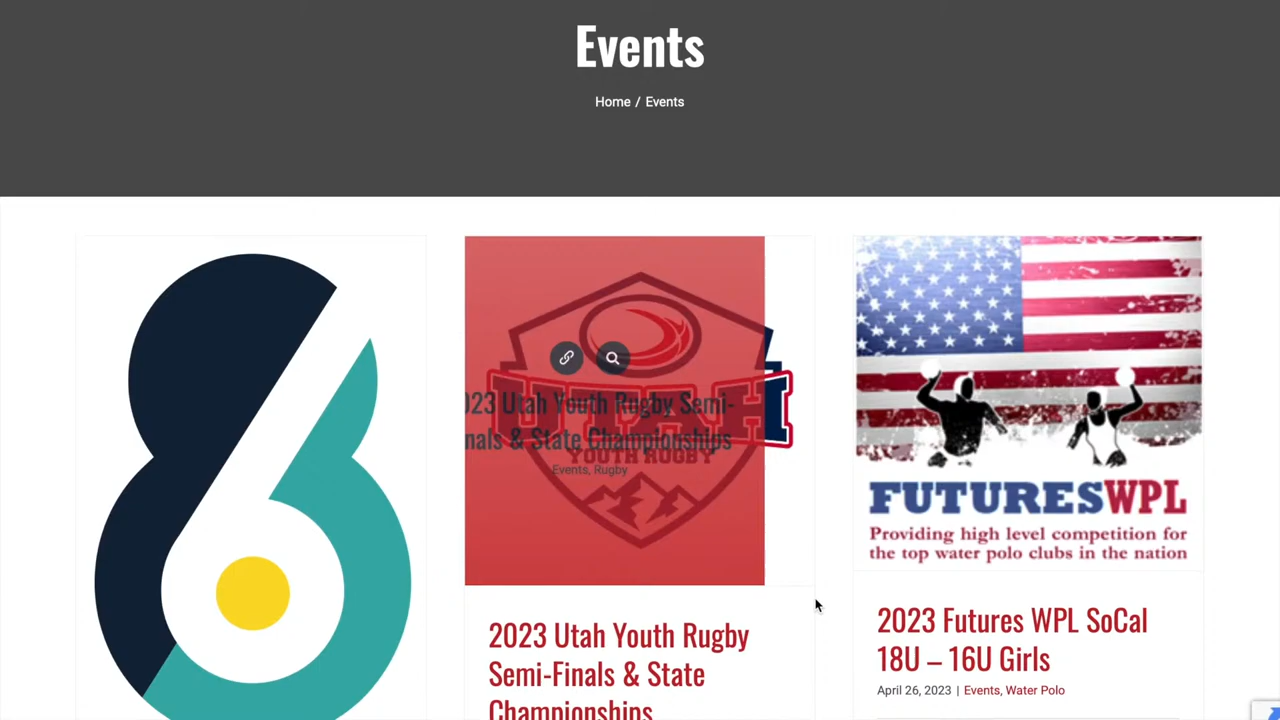 Events
Home / Events
UTAH
YOUTH RUGBY
2023 Utah Youth Rugby Semi-
Finals & State Championships
Events, Rugby
2023 Utah Youth Rugby
Semi-Finals & State
Championships
FUTURESWPL
Providing high level competition for
the top water polo clubs in the nation
2023 Futures WPL SoCal
18U – 16U Girls
April 26, 2023 | Events, Water Polo